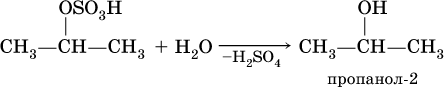 OSO₃H OH
CH₃—CH—CH₃ + H₂O ⟶ CH₃—CH—CH₃
−H₂SO₄
пропанол-2